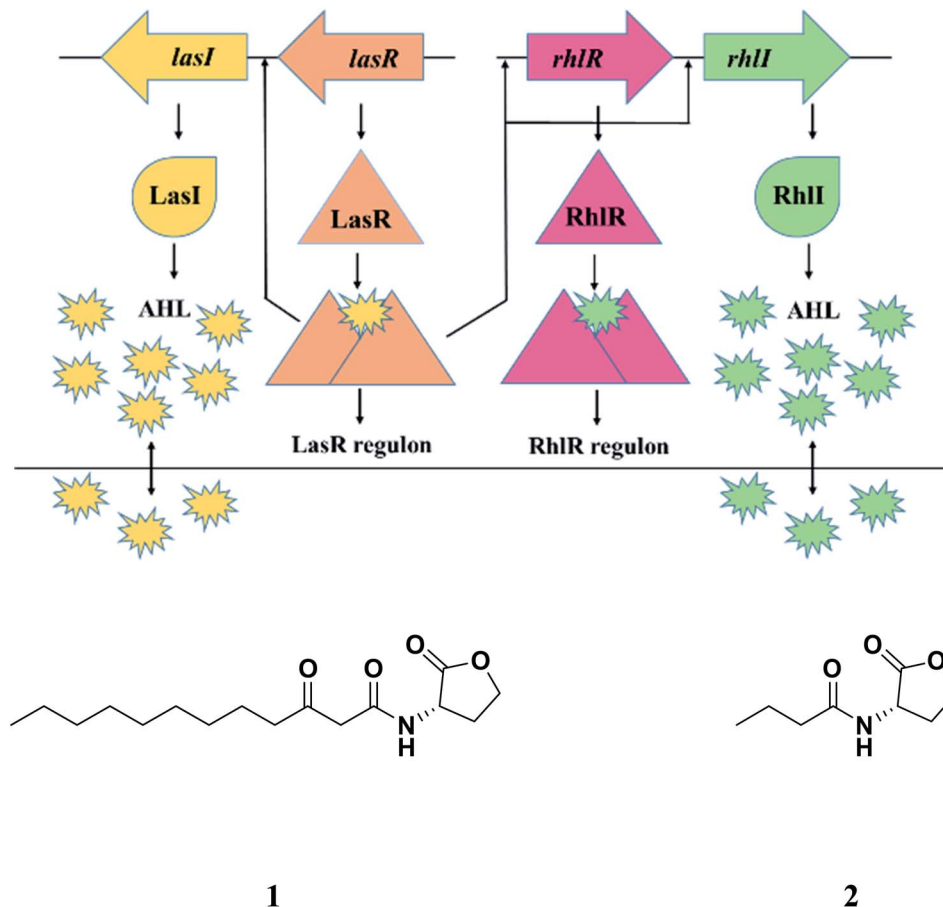 lasI lasR rhlR rhlI
LasI LasR RhlR RhlI
AHL AHL
LasR regulon RhlR regulon
O O O O
N
H
O O O
N
H
1 2